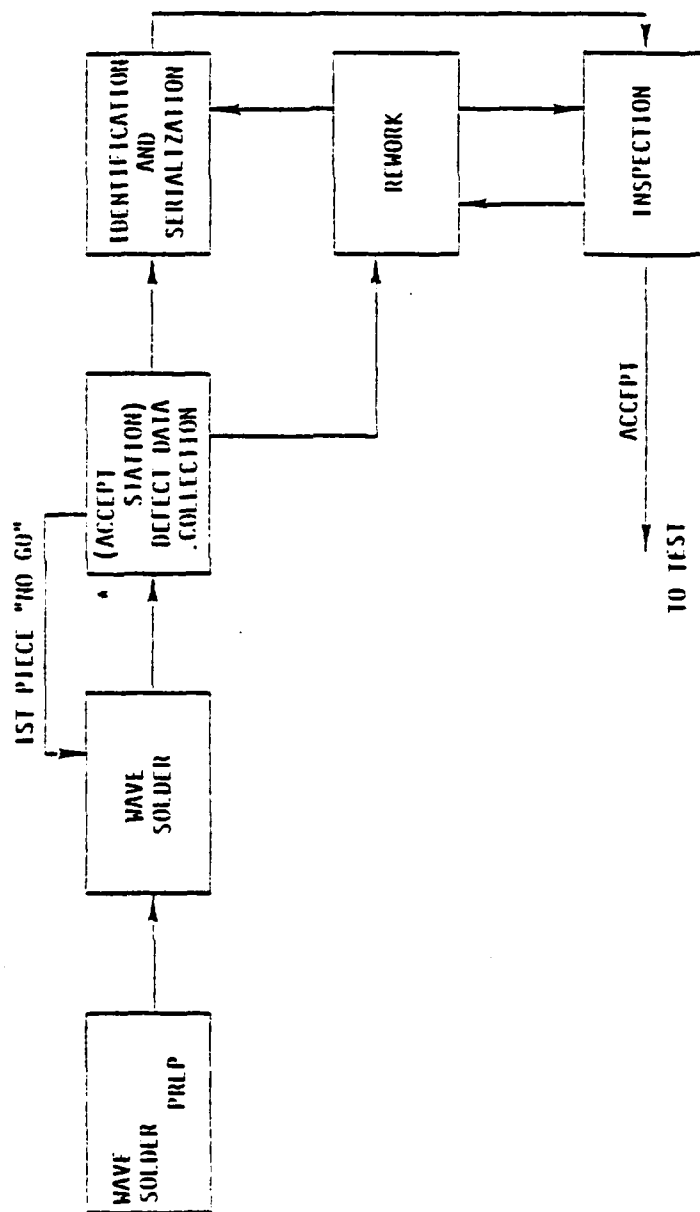 1ST PIECE "NO GO"
WAVE
SOLDER
PREP
WAVE
SOLDER
(ACCEPT
STATION)
DEFECT DATA
.COLLECTION
IDENTIFICATION
AND
SERIALIZATION
REWORK
INSPECTION
ACCEPT
TO TEST